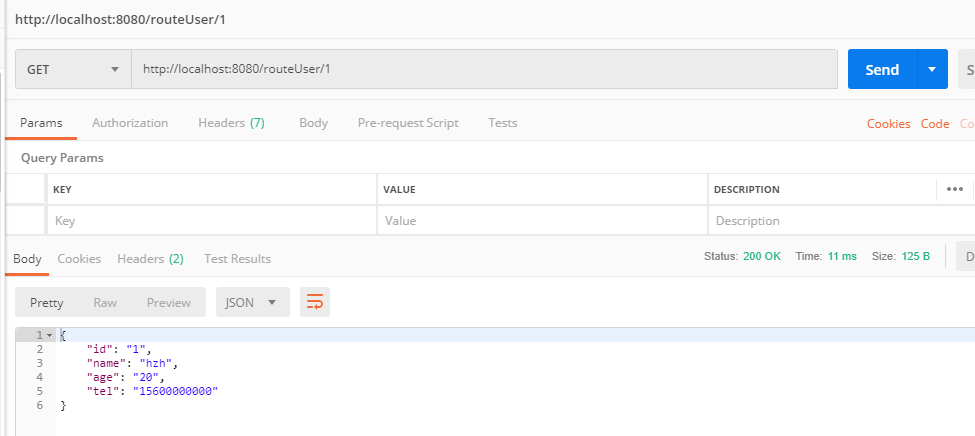 http://localhost:8080/routeUser/1
GET http://localhost:8080/routeUser/1 Send S
Params Authorization Headers (7) Body Pre-request Script Tests Cookies Code Co
Query Params
KEY VALUE DESCRIPTION •••
Key Value Description
Body Cookies Headers (2) Test Results Status: 200 OK Time: 11 ms Size: 125 B D
Pretty Raw Preview JSON
1 {
2 "id": "1",
3 "name": "hzh",
4 "age": "20",
5 "tel": "15600000000"
6 }